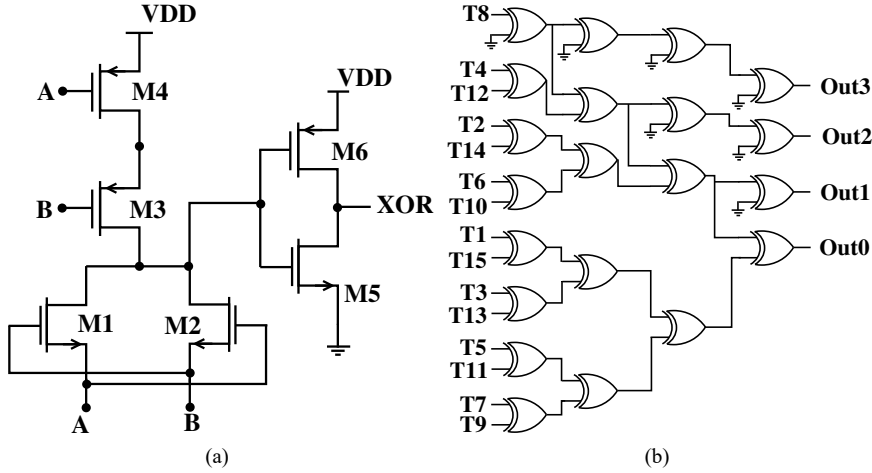 VDD
A
M4
B
M3
VDD
M6
XOR
M5
M1
M2
A
B
(a)
T8
T4
T12
T2
T14
T6
T10
T1
T15
T3
T13
T5
T11
T7
T9
Out3
Out2
Out1
Out0
(b)